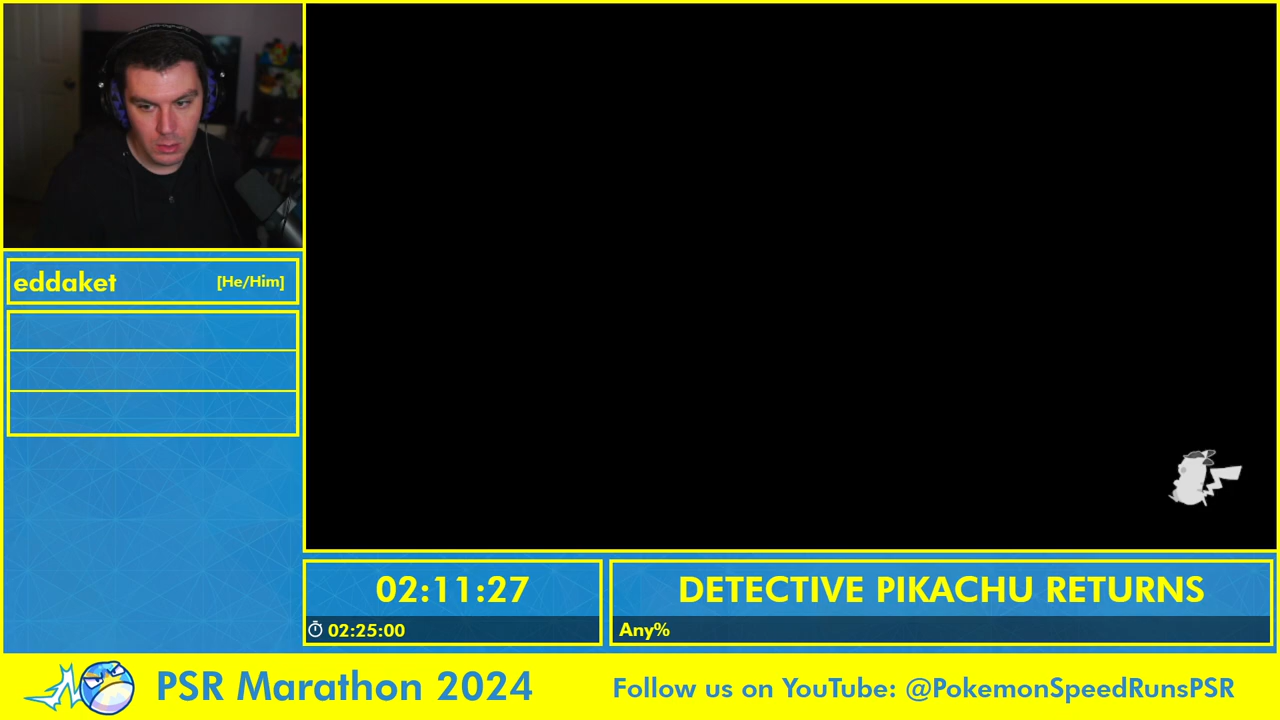 eddaket
[He/Him]
02:11:27
02:25:00
DETECTIVE PIKACHU RETURNS
Any%
PSR Marathon 2024
Follow us on YouTube: @PokemonSpeedRunsPSR